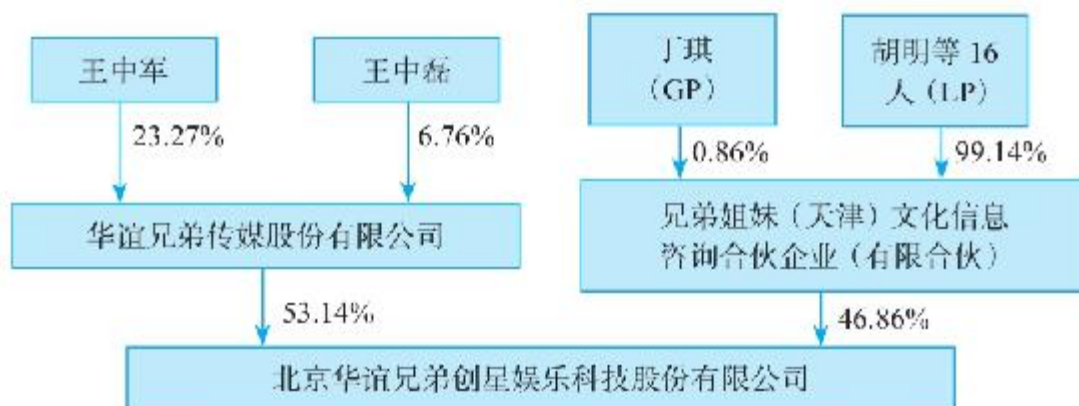 王中军
王中磊
丁琪
（GP）
胡明等 16
人（LP）
23.27%
6.76%
0.86%
99.14%
华谊兄弟传媒股份有限公司
兄弟姐妹（天津）文化信息
咨询合伙企业（有限合伙）
53.14%
46.86%
北京华谊兄弟创星娱乐科技股份有限公司